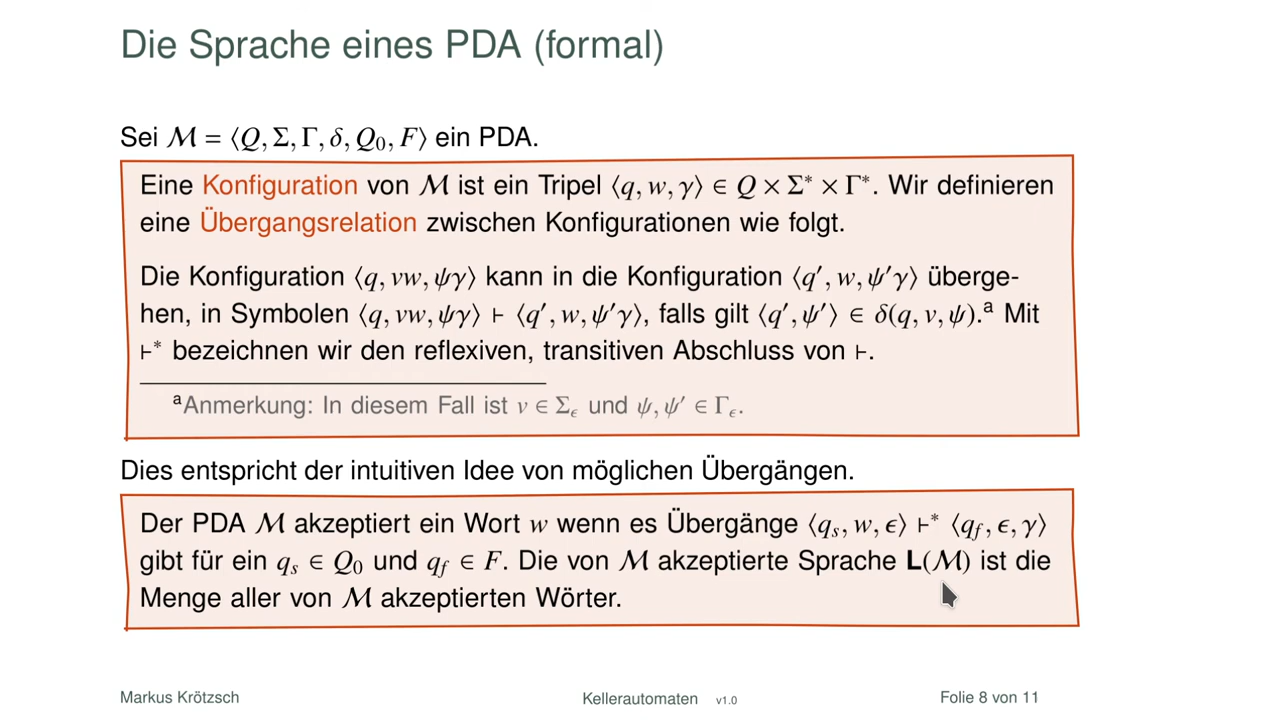 Die Sprache eines PDA (formal)
Sei ℳ = ⟨Q, Σ, Γ, δ, Q₀, F⟩ ein PDA.
Eine Konfiguration von ℳ ist ein Tripel ⟨q, w, γ⟩ ∈ Q × Σ* × Γ*. Wir definieren
eine Übergangsrelation zwischen Konfigurationen wie folgt.
Die Konfiguration ⟨q, vw, ψγ⟩ kann in die Konfiguration ⟨q′, w, ψ′γ⟩ überge-
hen, in Symbolen ⟨q, vw, ψγ⟩ ⊢ ⟨q′, w, ψ′γ⟩, falls gilt ⟨q′, ψ′⟩ ∈ δ(q, v, ψ).ᵃ Mit
⊢* bezeichnen wir den reflexiven, transitiven Abschluss von ⊢.
ᵃAnmerkung: In diesem Fall ist v ∈ Σ_ϵ und ψ, ψ′ ∈ Γ_ϵ.
Dies entspricht der intuitiven Idee von möglichen Übergängen.
Der PDA ℳ akzeptiert ein Wort w wenn es Übergänge ⟨q_s, w, ϵ⟩ ⊢* ⟨q_f, ϵ, γ⟩
gibt für ein q_s ∈ Q₀ und q_f ∈ F. Die von ℳ akzeptierte Sprache L(ℳ) ist die
Menge aller von ℳ akzeptierten Wörter.
Markus Krötzsch Kellerautomaten v1.0 Folie 8 von 11